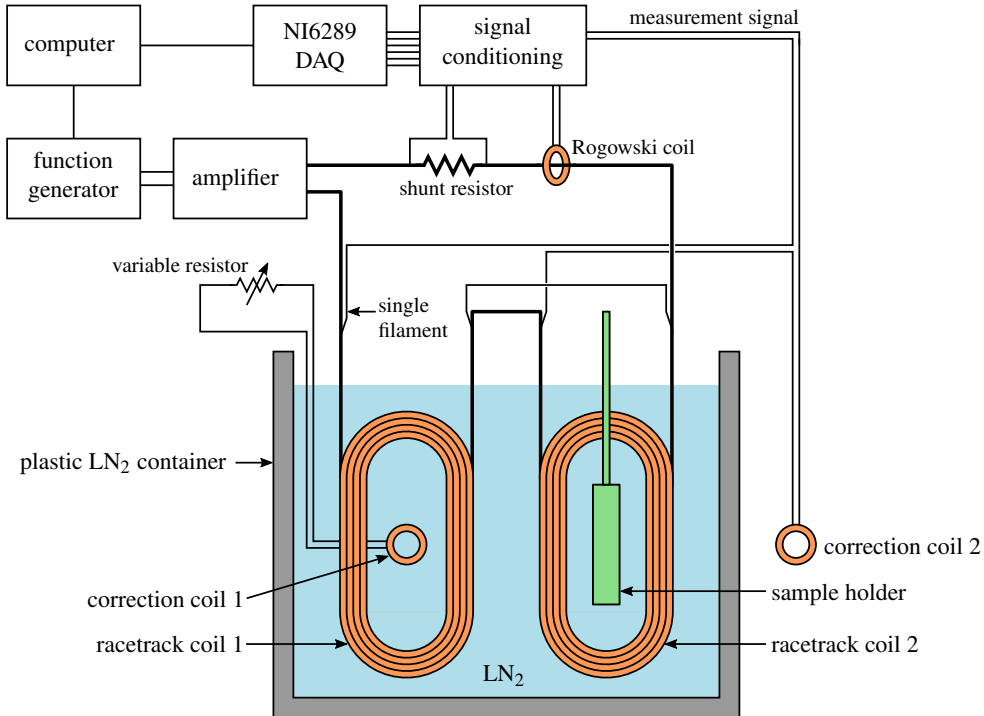 computer
NI6289
DAQ
signal
conditioning
measurement signal
function
generator
amplifier
shunt resistor
Rogowski coil
variable resistor
single
filament
plastic LN₂ container
correction coil 1
racetrack coil 1
LN₂
correction coil 2
sample holder
racetrack coil 2